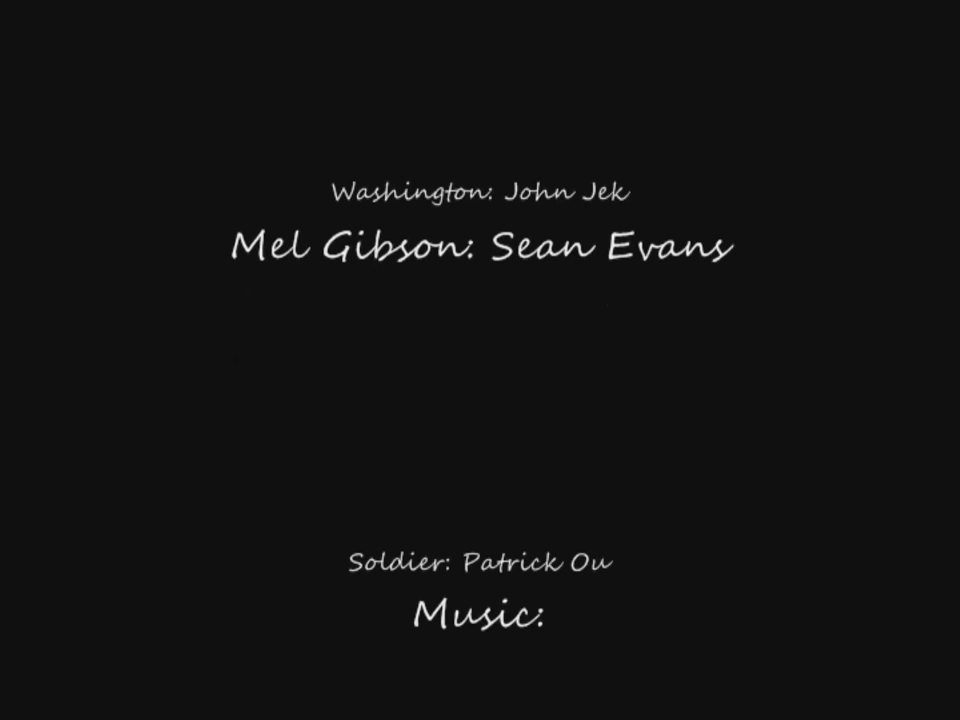 Washington: John Jek
Mel Gibson: Sean Evans
Soldier: Patrick Ou
Music: